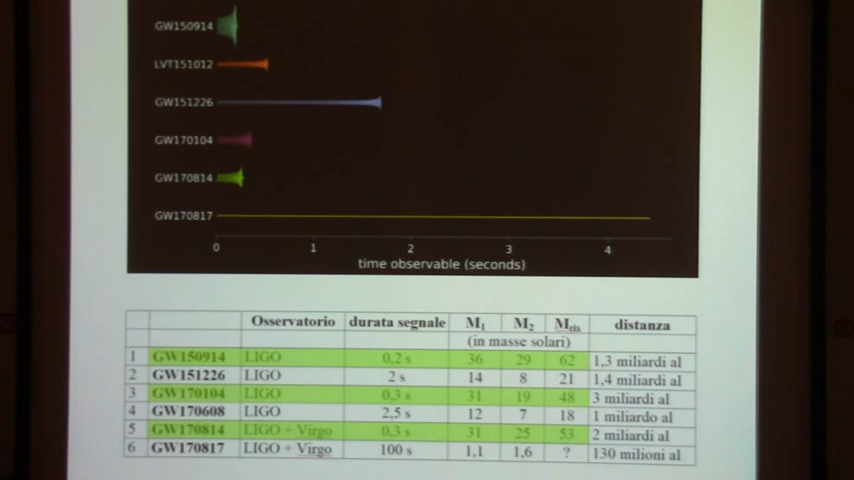 GW150914
LVT151012
GW151226
GW170104
GW170814
GW170817
0 1 2 3 4
time observable (seconds)
Osservatorio durata segnale M₁ M₂ Mris distanza
(in masse solari)
1 GW150914 LIGO 0,2 s 36 29 62 1,3 miliardi al
2 GW151226 LIGO 2 s 14 8 21 1,4 miliardi al
3 GW170104 LIGO 0,3 s 31 19 48 3 miliardi al
4 GW170608 LIGO 2,5 s 12 7 18 1 miliardo al
5 GW170814 LIGO + Virgo 0,3 s 31 25 53 2 miliardi al
6 GW170817 LIGO + Virgo 100 s 1,1 1,6 ? 130 milioni al